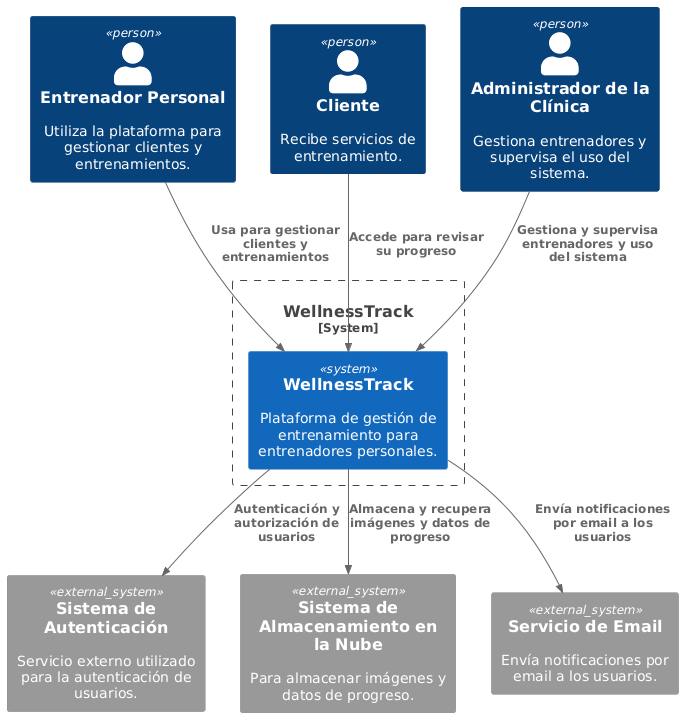 «person»
Entrenador Personal
Utiliza la plataforma para
gestionar clientes y
entrenamientos.
«person»
Cliente
Recibe servicios de
entrenamiento.
«person»
Administrador de la
Clínica
Gestiona entrenadores y
supervisa el uso del
sistema.
Usa para gestionar
clientes y
entrenamientos
Accede para revisar
su progreso
Gestiona y supervisa
entrenadores y uso
del sistema
WellnessTrack
[System]
«system»
WellnessTrack
Plataforma de gestión de
entrenamiento para
entrenadores personales.
Autenticación y
autorización de
usuarios
Almacena y recupera
imágenes y datos de
progreso
Envía notificaciones
por email a los
usuarios
«external_system»
Sistema de
Autenticación
Servicio externo utilizado
para la autenticación de
usuarios.
«external_system»
Sistema de
Almacenamiento en
la Nube
Para almacenar imágenes y
datos de progreso.
«external_system»
Servicio de Email
Envía notificaciones por
email a los usuarios.